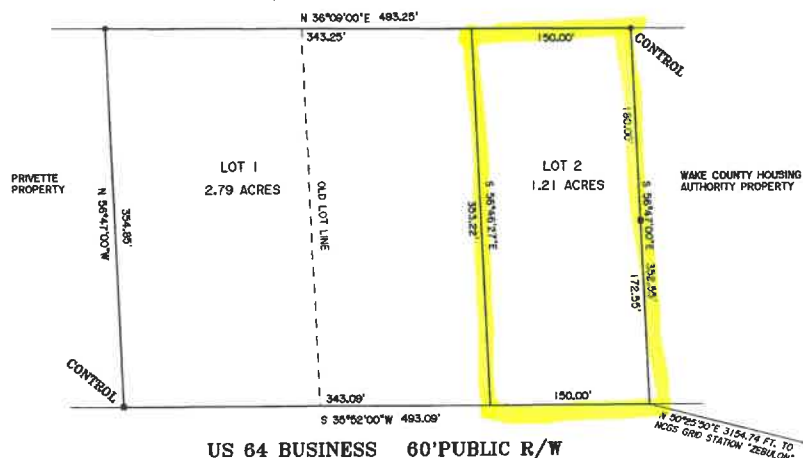 N 36°09'00"E 493.25'
343.25'
150.00'
CONTROL
180.00'
LOT 1
2.79 ACRES
LOT 2
1.21 ACRES
PRIVETTE
PROPERTY
WAKE COUNTY HOUSING
AUTHORITY PROPERTY
N 56°47'00"W
354.85'
OLD LOT LINE
S 56°46'27"E
353.22'
S 56°47'00"E 352.55'
172.55'
CONTROL
343.09'
150.00'
S 36°52'00"W 493.09'
N 50°25'50"E 3154.74 FT. TO
NCGS GRID STATION "ZEBULON"
US 64 BUSINESS 60'PUBLIC R/W